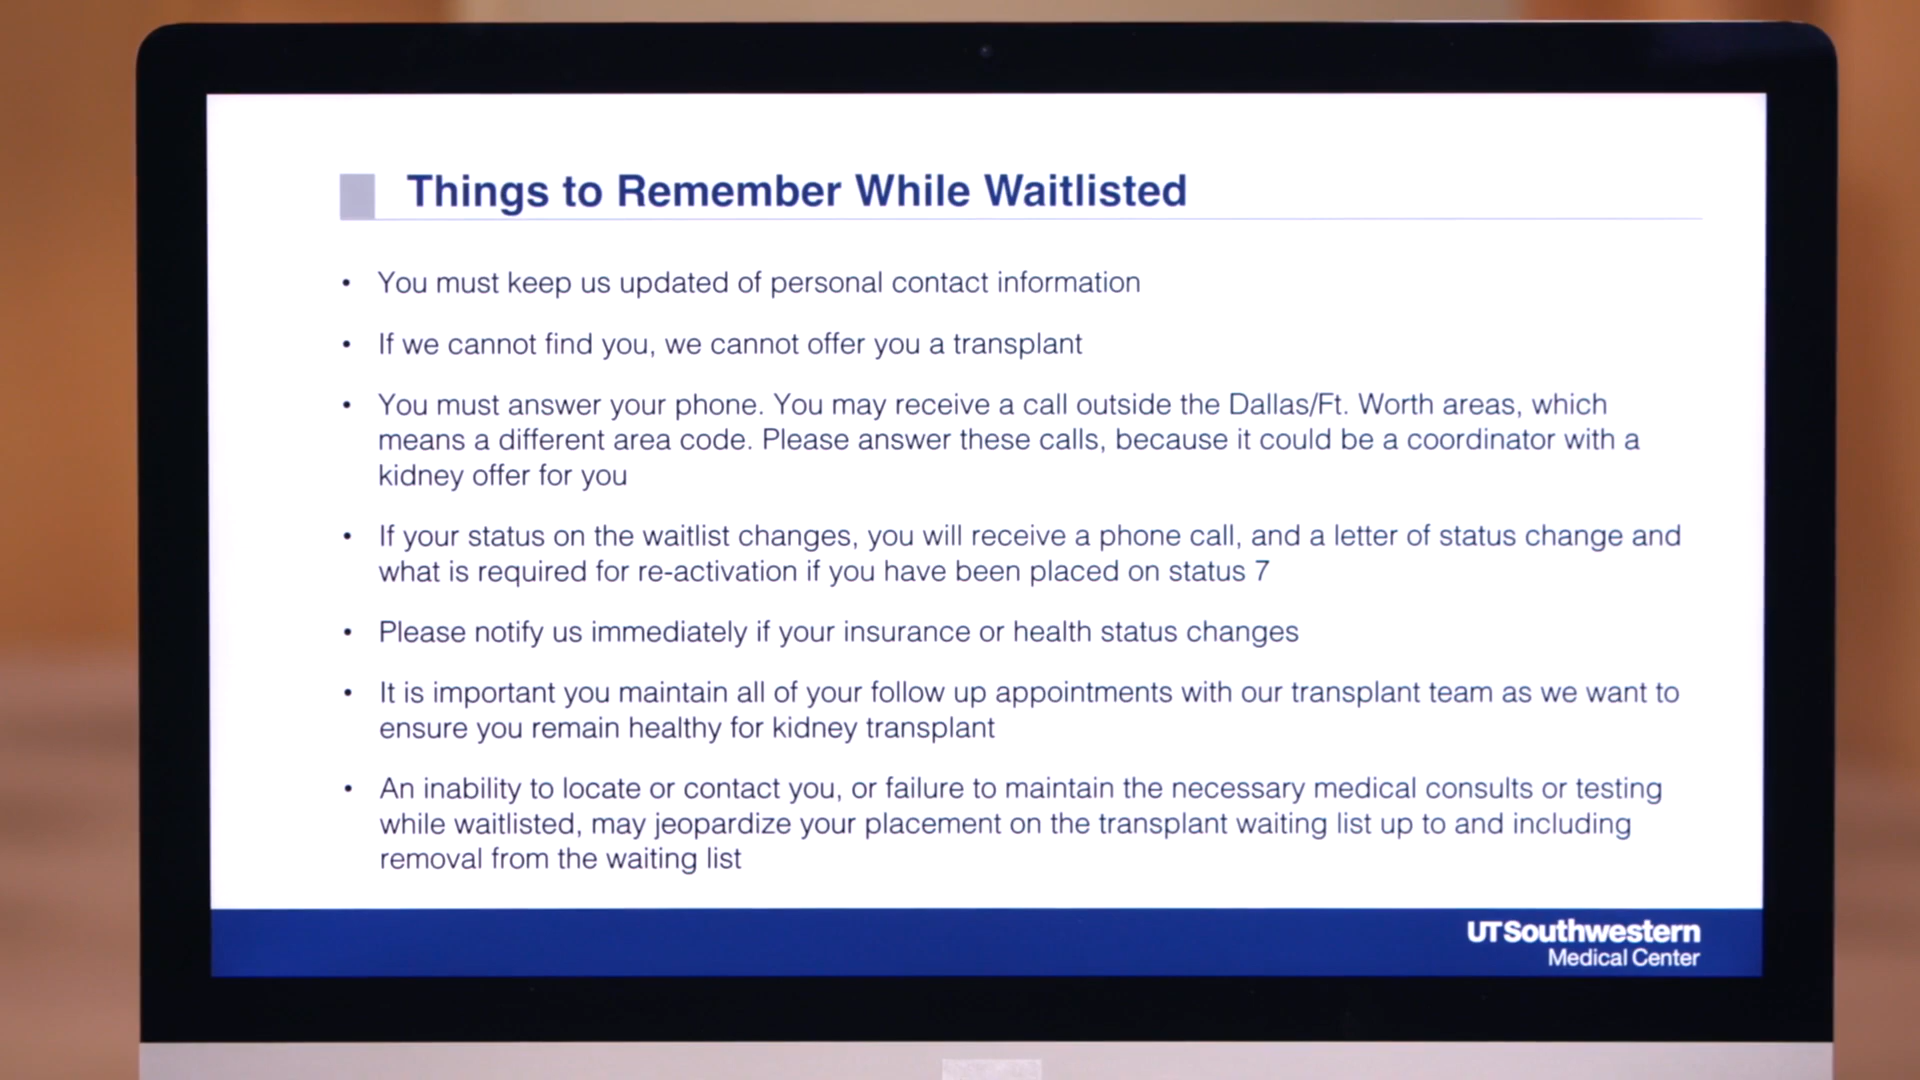 Things to Remember While Waitlisted
• You must keep us updated of personal contact information
• If we cannot find you, we cannot offer you a transplant
• You must answer your phone. You may receive a call outside the Dallas/Ft. Worth areas, which
means a different area code. Please answer these calls, because it could be a coordinator with a
kidney offer for you
• If your status on the waitlist changes, you will receive a phone call, and a letter of status change and
what is required for re-activation if you have been placed on status 7
• Please notify us immediately if your insurance or health status changes
• It is important you maintain all of your follow up appointments with our transplant team as we want to
ensure you remain healthy for kidney transplant
• An inability to locate or contact you, or failure to maintain the necessary medical consults or testing
while waitlisted, may jeopardize your placement on the transplant waiting list up to and including
removal from the waiting list
UTSouthwestern
Medical Center